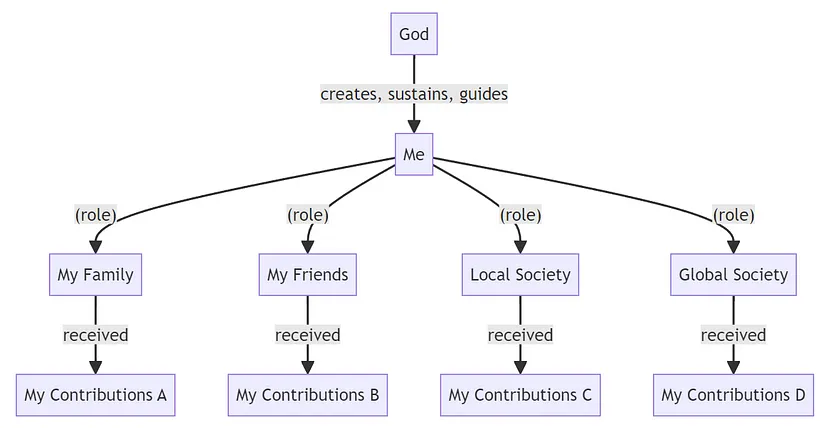 God
creates, sustains, guides
Me
(role)
(role)
(role)
(role)
My Family
My Friends
Local Society
Global Society
received
received
received
received
My Contributions A
My Contributions B
My Contributions C
My Contributions D